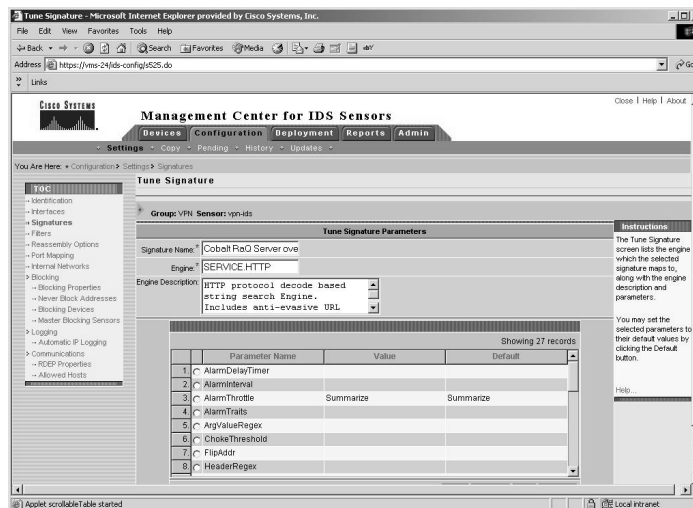 Tune Signature - Microsoft Internet Explorer provided by Cisco Systems, Inc.
File Edit View Favorites Tools Help
Back Search Favorites Media
Address https://vms-24/ids-config/s525.do Go
Links
CISCO SYSTEMS
Close | Help | About
Management Center for IDS Sensors
Devices Configuration Deployment Reports Admin
Settings Copy Pending History Updates
You Are Here: Configuration > Settings > Signatures
TOC
Identification
Interfaces
Signatures
Filters
Reassembly Options
Port Mapping
Internal Networks
Blocking
Blocking Properties
Never Block Addresses
Blocking Devices
Master Blocking Sensors
Logging
Automatic IP Logging
Communications
RDEP Properties
Allowed Hosts
Tune Signature
Group: VPN Sensor: vpn-ids
Tune Signature Parameters
Signature Name:* Cobalt RaQ Server ove
Engine:* SERVICE.HTTP
Engine Description: HTTP protocol decode based
string search Engine.
Includes anti-evasive URL
Showing 27 records
Parameter Name Value Default
1. AlarmDelayTimer
2. AlarmInterval
3. AlarmThrottle Summarize Summarize
4. AlarmTraits
5. ArgValueRegex
6. ChokeThreshold
7. FlipAddr
8. HeaderRegex
Instructions
The Tune Signature
screen lists the engine
which the selected
signature maps to,
along with the engine
description and
parameters.
You may set the
selected parameters to
their default values by
clicking the Default
button.
Help...
Applet scrollableTable started
Local intranet